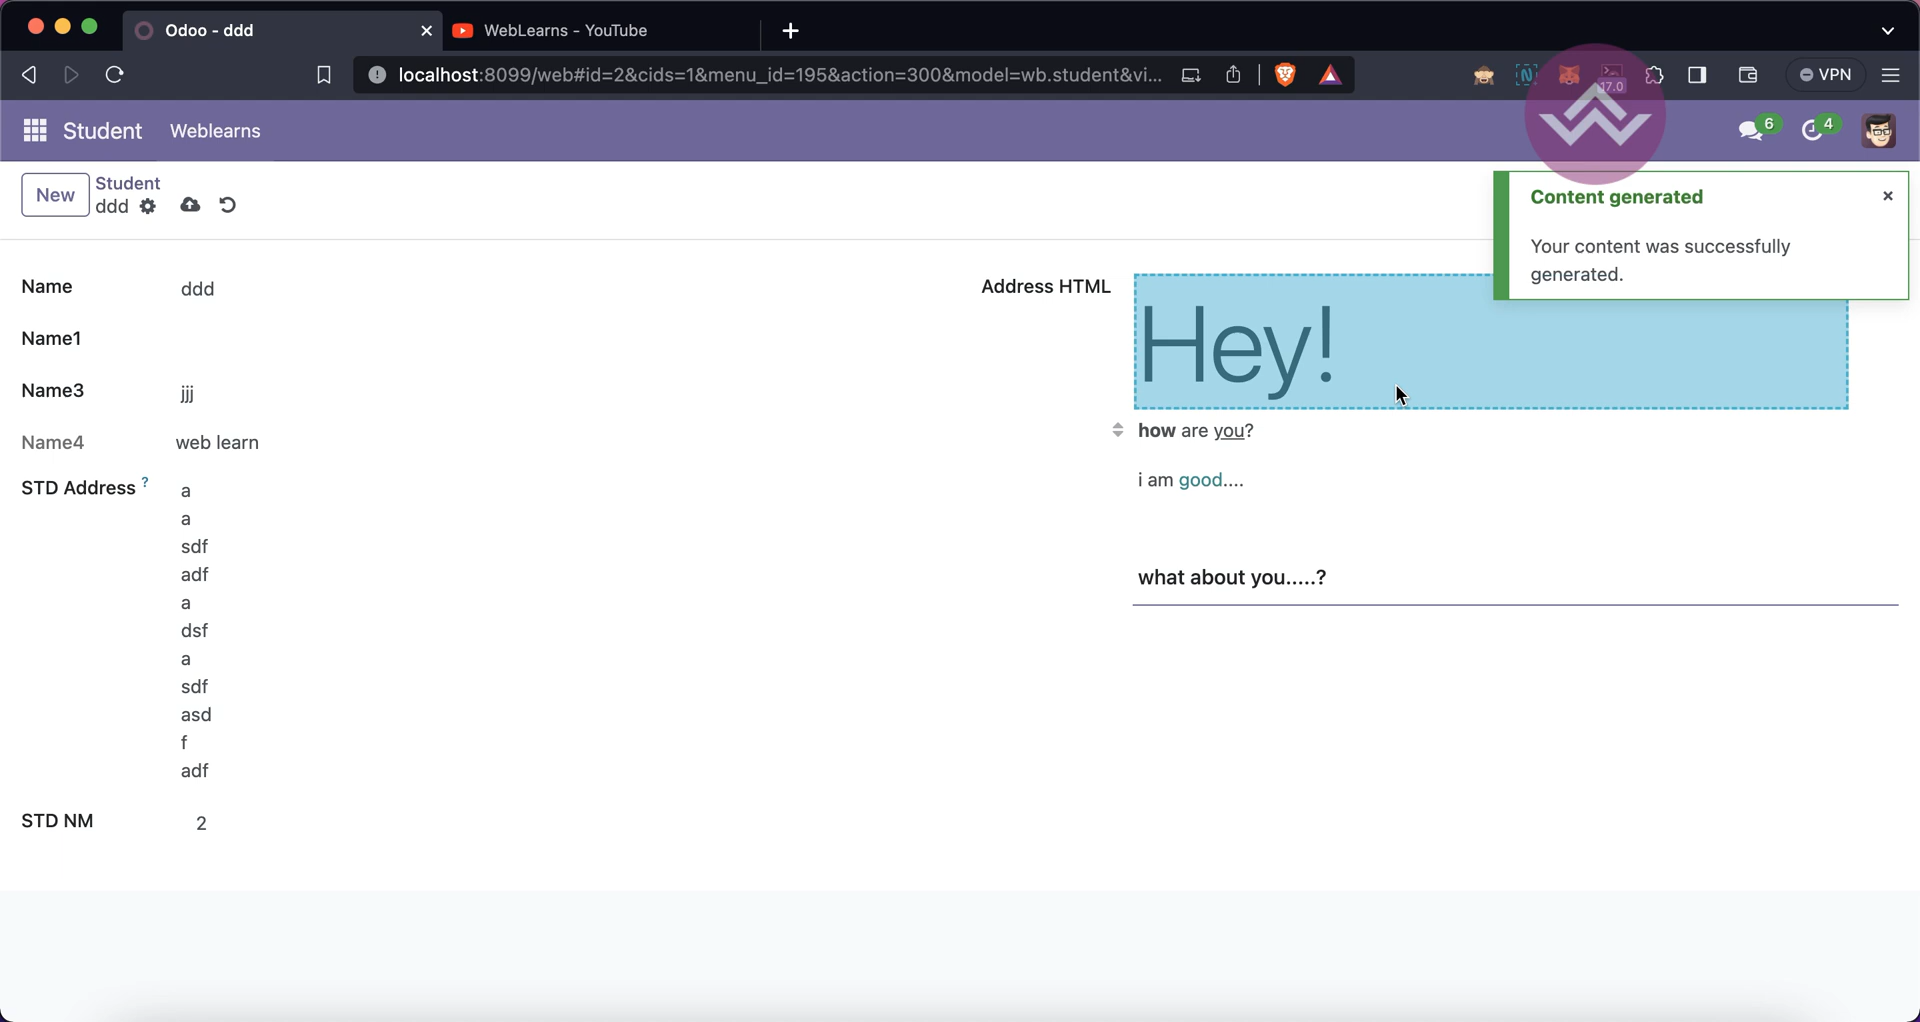 Odoo - ddd
WebLearns - YouTube
localhost:8099/web#id=2&cids=1&menu_id=195&action=300&model=wb.student&vi...
17.0
VPN
Student
Weblearns
6
4
New
Student
ddd
Content generated
Your content was successfully
generated.
Name
ddd
Name1
Name3
jjj
Name4
web learn
STD Address ?
a
a
sdf
adf
a
dsf
a
sdf
asd
f
adf
STD NM
2
Address HTML
Hey!
how are you?
i am good....
what about you.....?